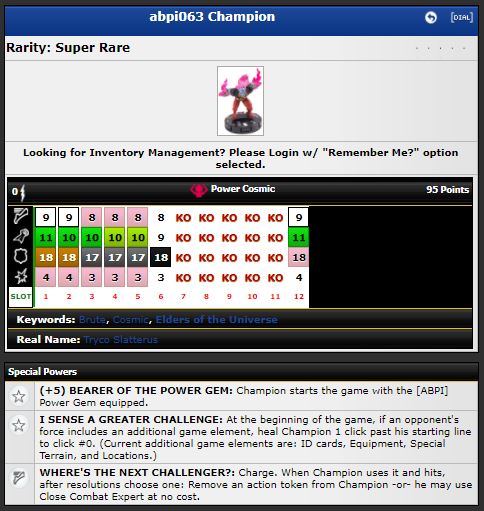 abpi063 Champion
[DIAL]
Rarity: Super Rare
Looking for Inventory Management? Please Login w/ "Remember Me?" option
selected.
0 Power Cosmic 95 Points
9 9 8 8 8 8 KO KO KO KO KO 9
11 10 10 10 10 9 KO KO KO KO KO 11
18 18 17 17 17 18 KO KO KO KO KO 18
4 4 3 3 3 3 KO KO KO KO KO 4
SLOT 1 2 3 4 5 6 7 8 9 10 11 12
Keywords: Brute, Cosmic, Elders of the Universe
Real Name: Tryco Slatterus
Special Powers
(+5) BEARER OF THE POWER GEM: Champion starts the game with the [ABPI]
Power Gem equipped.
I SENSE A GREATER CHALLENGE: At the beginning of the game, if an opponent's
force includes an additional game element, heal Champion 1 click past his starting line
to click #0. (Current additional game elements are: ID cards, Equipment, Special
Terrain, and Locations.)
WHERE'S THE NEXT CHALLENGER?: Charge. When Champion uses it and hits,
after resolutions choose one: Remove an action token from Champion -or- he may use
Close Combat Expert at no cost.